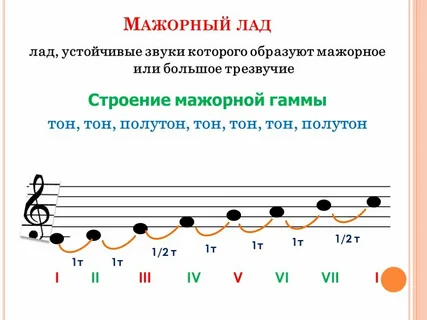 МАЖОРНЫЙ ЛАД
лад, устойчивые звуки которого образуют мажорное
или большое трезвучие
Строение мажорной гаммы
тон, тон, полутон, тон, тон, тон, полутон
1т 1т 1/2 т 1т 1т 1т 1/2 т
I II III IV V VI VII I